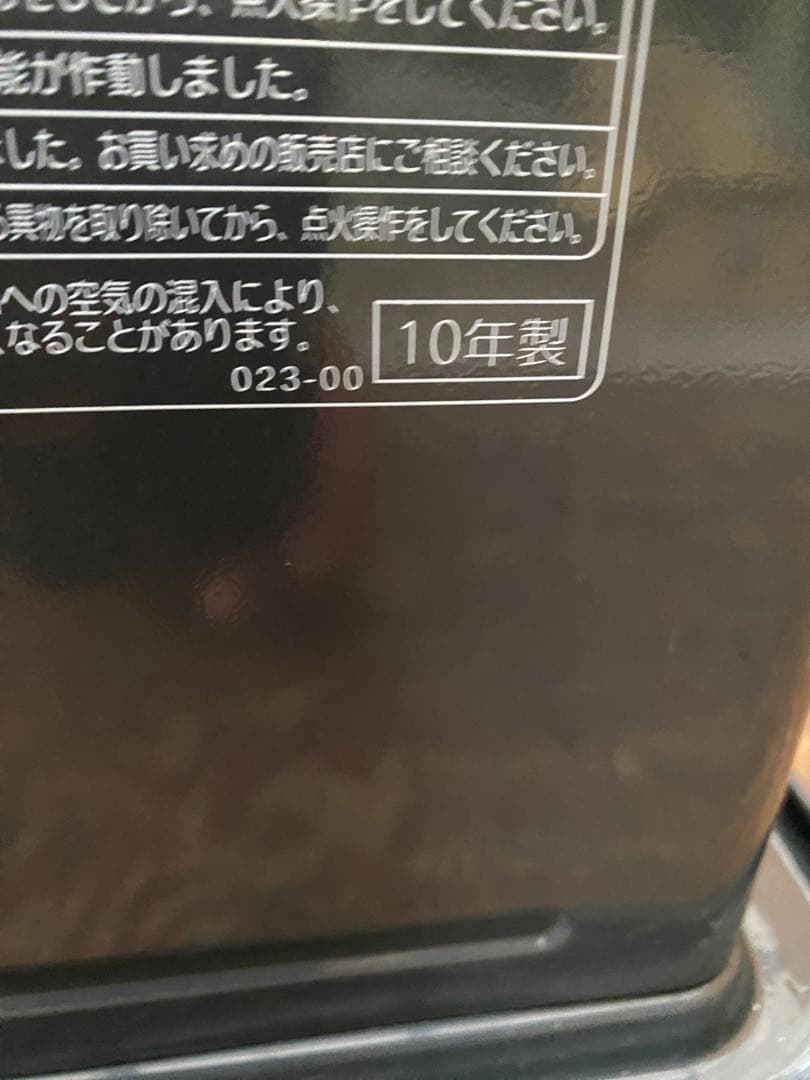 てから、点火操作をしてください。
能が作動しました。
した。お買い求めの販売店にご相談ください。
異物を取り除いてから、点火操作をしてください。
への空気の混入により、
くなることがあります。
10年製
023-00